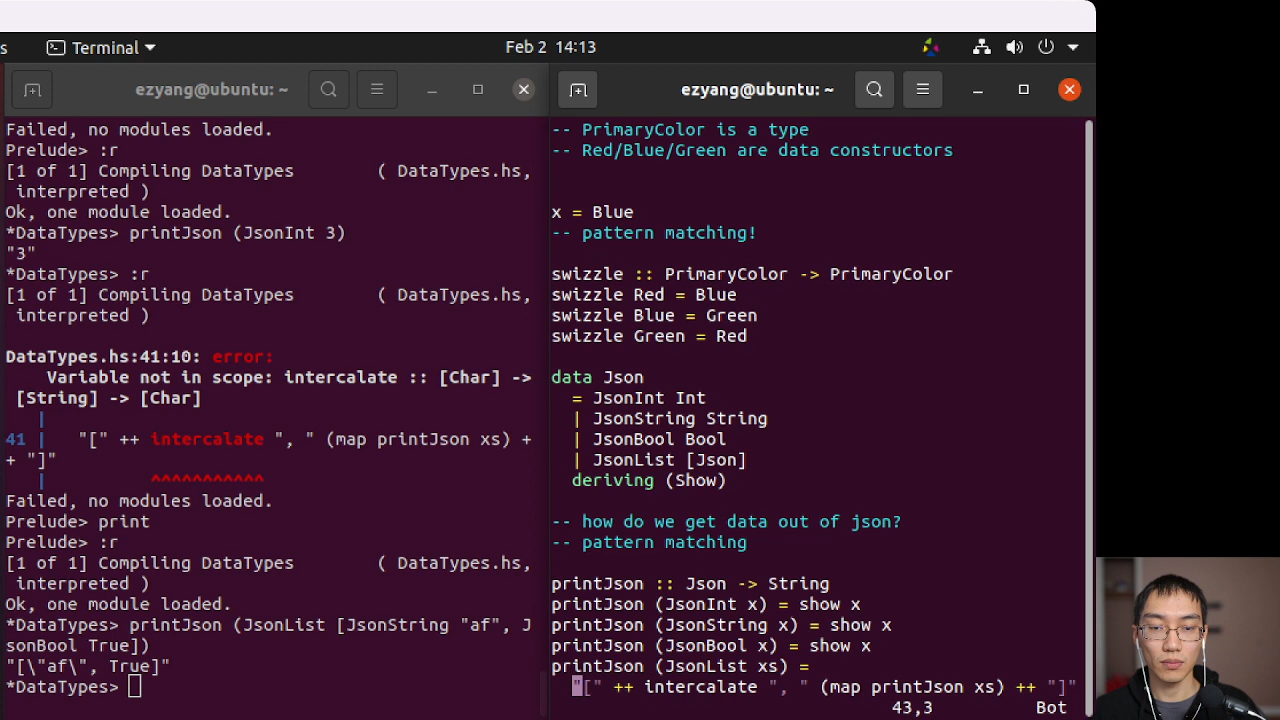 s Terminal Feb 2 14:13
ezyang@ubuntu: ~
Failed, no modules loaded.
Prelude> :r
[1 of 1] Compiling DataTypes ( DataTypes.hs,
interpreted )
Ok, one module loaded.
*DataTypes> printJson (JsonInt 3)
"3"
*DataTypes> :r
[1 of 1] Compiling DataTypes ( DataTypes.hs,
interpreted )
DataTypes.hs:41:10: error:
Variable not in scope: intercalate :: [Char] ->
[String] -> [Char]
|
41 | "[" ++ intercalate ", " (map printJson xs) +
+ "]"
| ^^^^^^^^^^^
Failed, no modules loaded.
Prelude> print
Prelude> :r
[1 of 1] Compiling DataTypes ( DataTypes.hs,
interpreted )
Ok, one module loaded.
*DataTypes> printJson (JsonList [JsonString "af", J
sonBool True])
"[\"af\", True]"
*DataTypes>
ezyang@ubuntu: ~
-- PrimaryColor is a type
-- Red/Blue/Green are data constructors
x = Blue
-- pattern matching!
swizzle :: PrimaryColor -> PrimaryColor
swizzle Red = Blue
swizzle Blue = Green
swizzle Green = Red
data Json
= JsonInt Int
| JsonString String
| JsonBool Bool
| JsonList [Json]
deriving (Show)
-- how do we get data out of json?
-- pattern matching
printJson :: Json -> String
printJson (JsonInt x) = show x
printJson (JsonString x) = show x
printJson (JsonBool x) = show x
printJson (JsonList xs) =
"[" ++ intercalate ", " (map printJson xs) ++ "]"
43,3 Bot